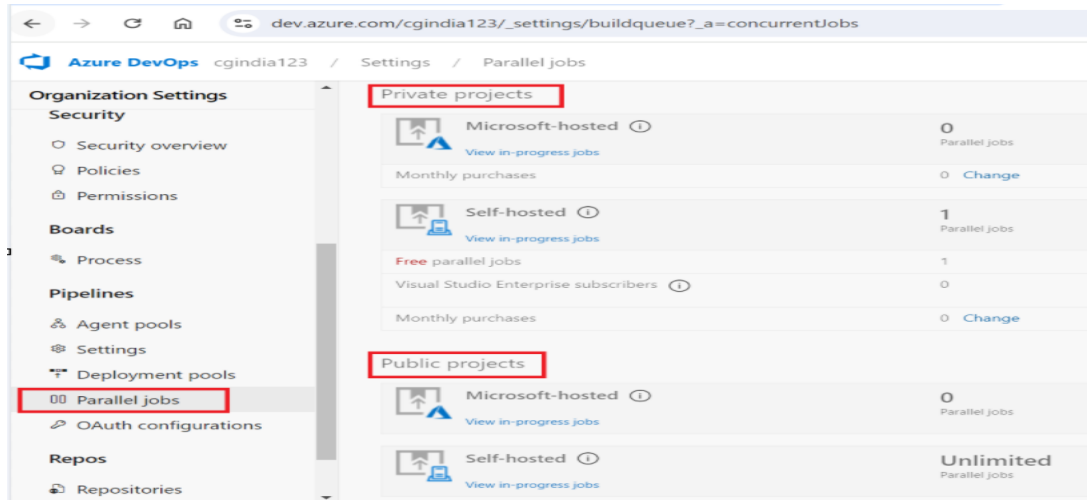 dev.azure.com/cgindia123/_settings/buildqueue?_a=concurrentJobs
Azure DevOps cgindia123 / Settings / Parallel jobs
Organization Settings
Security
Security overview
Policies
Permissions
Boards
Process
Pipelines
Agent pools
Settings
Deployment pools
Parallel jobs
OAuth configurations
Repos
Repositories
Private projects
Microsoft-hosted
0
View in-progress jobs
Parallel jobs
Monthly purchases 0 Change
Self-hosted
1
View in-progress jobs
Parallel jobs
Free parallel jobs 1
Visual Studio Enterprise subscribers 0
Monthly purchases 0 Change
Public projects
Microsoft-hosted
0
View in-progress jobs
Parallel jobs
Self-hosted
Unlimited
View in-progress jobs
Parallel jobs